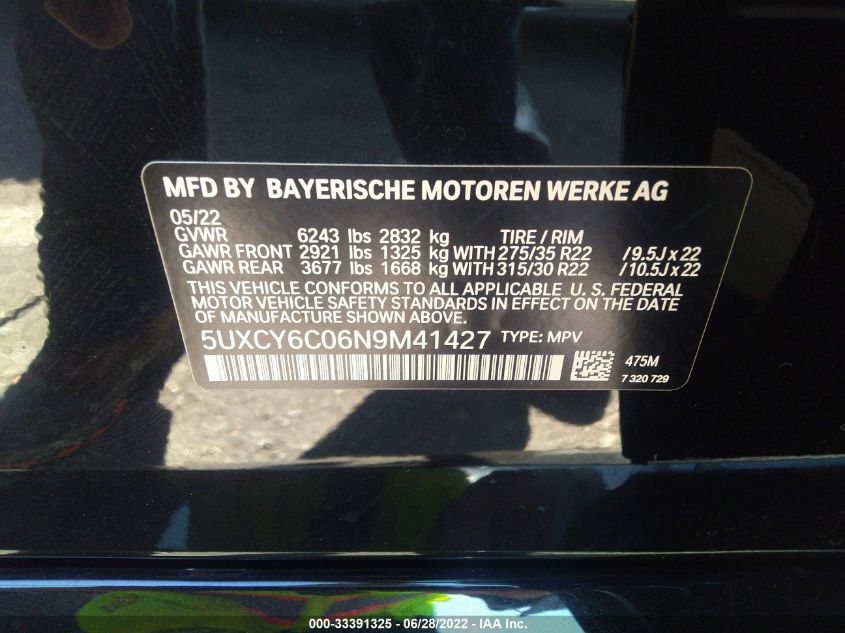 MFD BY BAYERISCHE MOTOREN WERKE AG
05/22
GVWR 6243 lbs 2832 kg TIRE / RIM
GAWR FRONT 2921 lbs 1325 kg WITH 275/35 R22 /9.5J x 22
GAWR REAR 3677 lbs 1668 kg WITH 315/30 R22 /10.5J x 22
THIS VEHICLE CONFORMS TO ALL APPLICABLE U. S. FEDERAL
MOTOR VEHICLE SAFETY STANDARDS IN EFFECT ON THE DATE
OF MANUFACTURE SHOWN ABOVE.
5UXCY6C06N9M41427 TYPE: MPV
475M
7 320 729
000-33391325 / 06/28/2022 - IAA Inc.